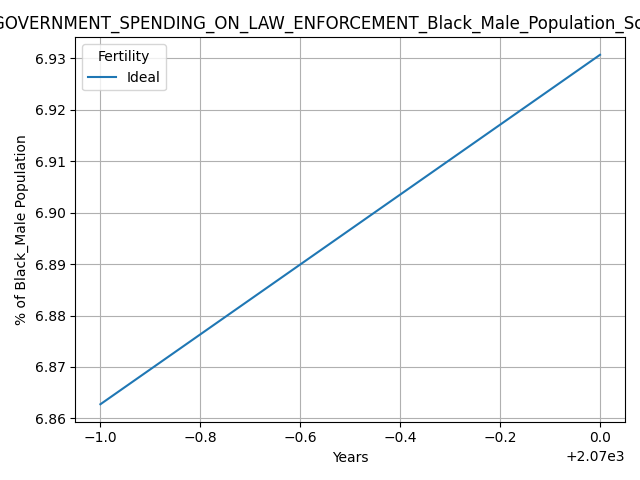 GOVERNMENT_SPENDING_ON_LAW_ENFORCEMENT_Black_Male_Population_Sc
Fertility
Ideal
6.93
6.92
6.91
6.90
6.89
6.88
6.87
6.86
% of Black_Male Population
−1.0 −0.8 −0.6 −0.4 −0.2 0.0
Years
+2.07e3